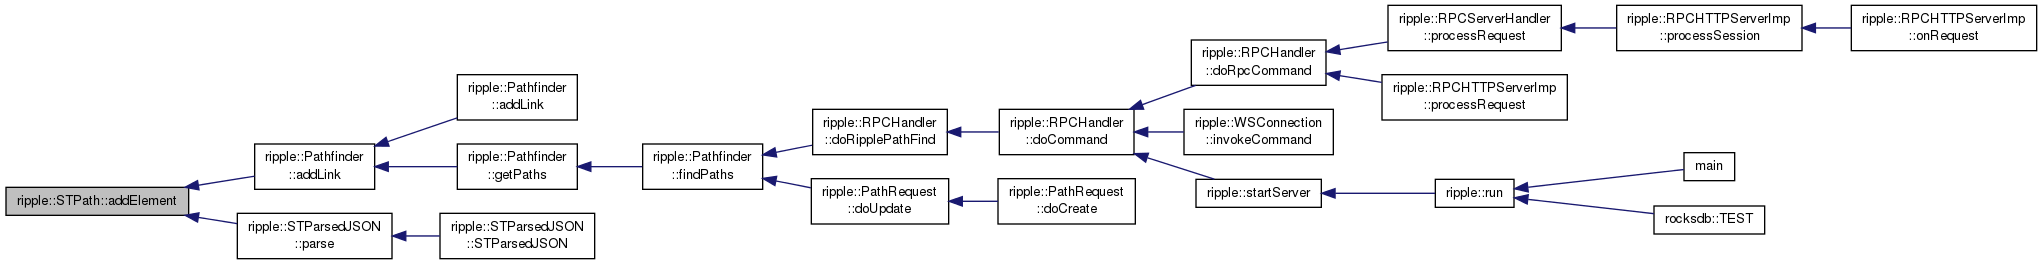 ripple::STPath::addElement
ripple::Pathfinder
::addLink
ripple::STParsedJSON
::parse
ripple::Pathfinder
::addLink
ripple::Pathfinder
::getPaths
ripple::STParsedJSON
::STParsedJSON
ripple::Pathfinder
::findPaths
ripple::RPCHandler
::doRipplePathFind
ripple::PathRequest
::doUpdate
ripple::RPCHandler
::doCommand
ripple::PathRequest
::doCreate
ripple::RPCHandler
::doRpcCommand
ripple::WSConnection
::invokeCommand
ripple::startServer
ripple::RPCServerHandler
::processRequest
ripple::RPCHTTPServerImp
::processRequest
ripple::run
ripple::RPCHTTPServerImp
::processSession
main
rocksdb::TEST
ripple::RPCHTTPServerImp
::onRequest